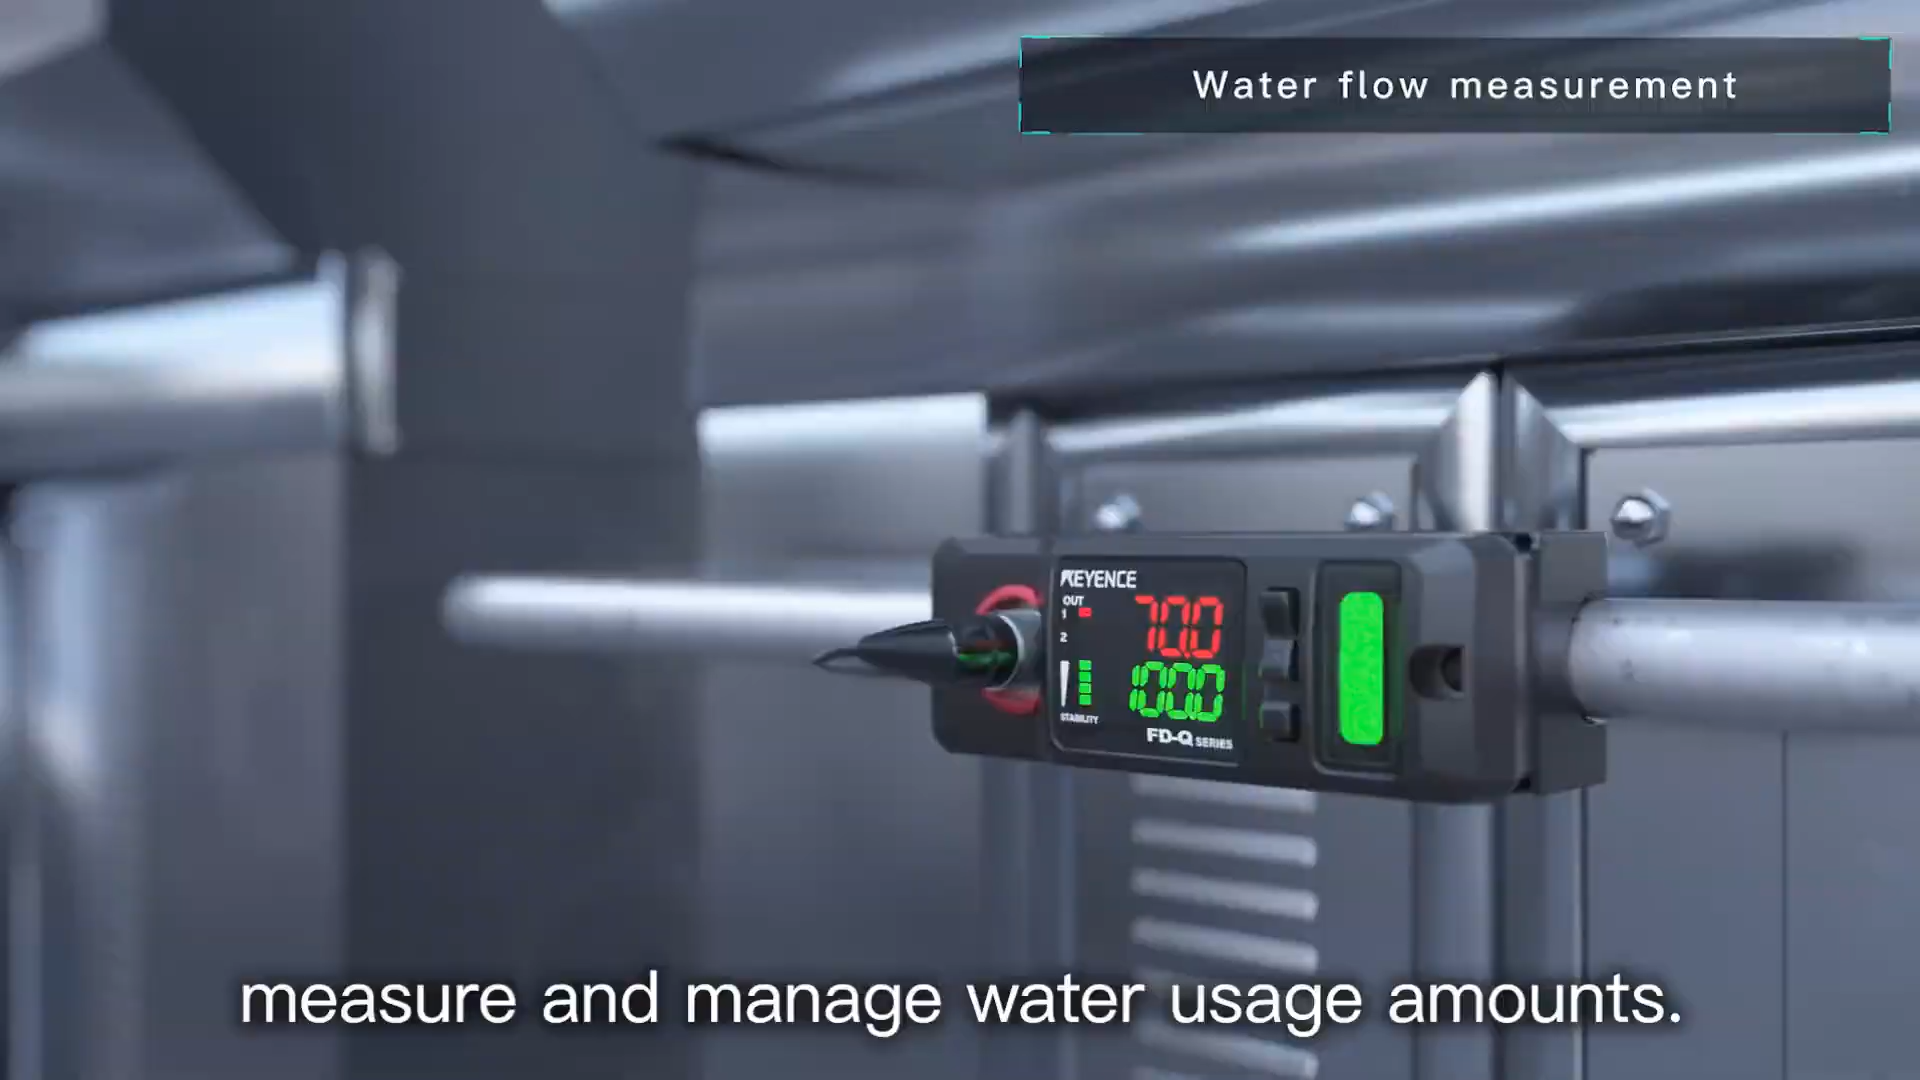 Water flow measurement
KEYENCE
OUT
1
2
70.0
100.0
STABILITY
FD-Q SERIES
measure and manage water usage amounts.